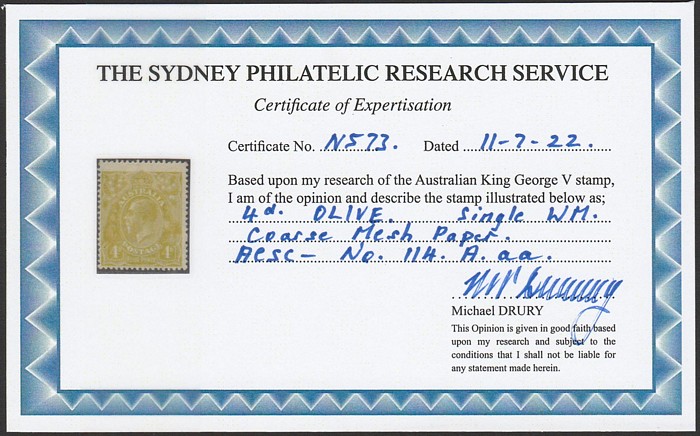 THE SYDNEY PHILATELIC RESEARCH SERVICE
Certificate of Expertisation
Certificate No. N573. Dated 11-7-22.
Based upon my research of the Australian King George V stamp,
I am of the opinion and describe the stamp illustrated below as;
4d. OLIVE. Single WM.
Coarse Mesh Paper.
ACSC- No. 114. A. aa.
Michael DRURY
This Opinion is given in good faith based
upon my research and subject to the
conditions that I shall not be liable for
any statement made herein.
AUSTRALIA